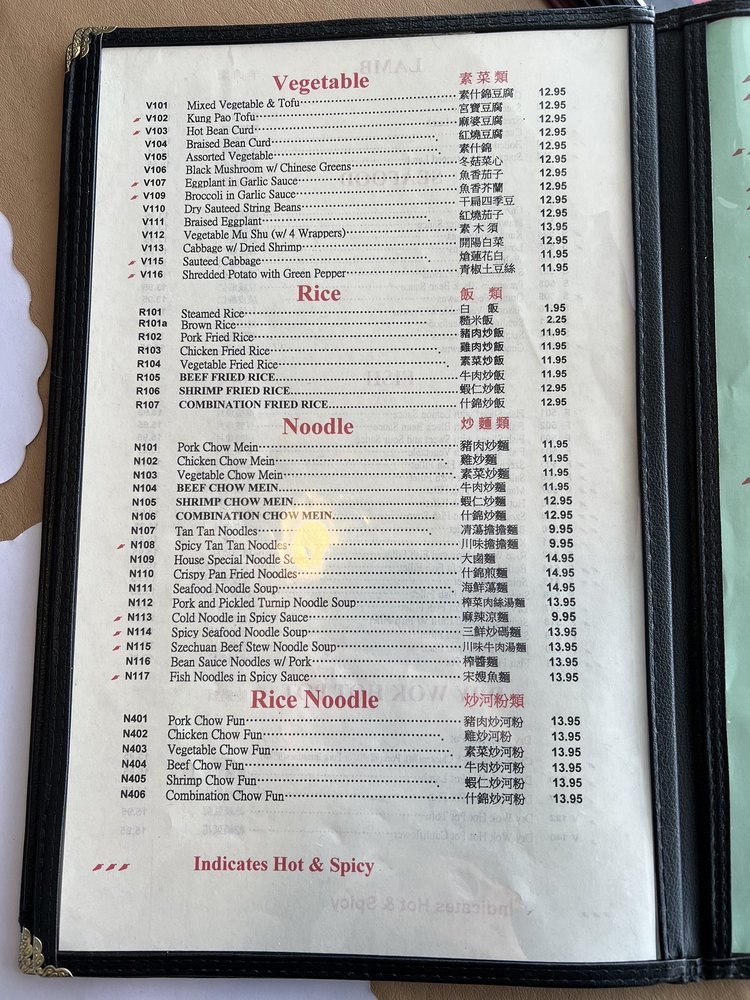 Vegetable 素菜類
V101 Mixed Vegetable & Tofu 素什錦豆腐 12.95
V102 Kung Pao Tofu 宮寶豆腐 12.95
V103 Hot Bean Curd 麻婆豆腐 12.95
V104 Braised Bean Curd 紅燒豆腐 12.95
V105 Assorted Vegetable 素什錦 12.95
V106 Black Mushroom w/ Chinese Greens 冬菇菜心 12.95
V107 Eggplant in Garlic Sauce 魚香茄子 12.95
V109 Broccoli in Garlic Sauce 魚香芥蘭 12.95
V110 Dry Sauteed String Beans 干扁四季豆 12.95
V111 Braised Eggplant 紅燒茄子 12.95
V112 Vegetable Mu Shu (w/ 4 Wrappers) 素木須 13.95
V113 Cabbage w/ Dried Shrimp 開陽白菜 11.95
V115 Sauteed Cabbage 熗蓮花白 11.95
V116 Shredded Potato with Green Pepper 青椒土豆絲 11.95
Rice 飯 類
R101 Steamed Rice 白 飯 1.95
R101a Brown Rice 糙米飯 2.25
R102 Pork Fried Rice 豬肉炒飯 11.95
R103 Chicken Fried Rice 雞肉炒飯 11.95
R104 Vegetable Fried Rice 素菜炒飯 11.95
R105 BEEF FRIED RICE 牛肉炒飯 11.95
R106 SHRIMP FRIED RICE 蝦仁炒飯 12.95
R107 COMBINATION FRIED RICE 什錦炒飯 12.95
Noodle 炒麵類
N101 Pork Chow Mein 豬肉炒麵 11.95
N102 Chicken Chow Mein 雞炒麵 11.95
N103 Vegetable Chow Mein 素菜炒麵 11.95
N104 BEEF CHOW MEIN 牛肉炒麵 11.95
N105 SHRIMP CHOW MEIN 蝦仁炒麵 12.95
N106 COMBINATION CHOW MEIN 什錦炒麵 12.95
N107 Tan Tan Noodles 清蕩擔擔麵 9.95
N108 Spicy Tan Tan Noodles 川味擔擔麵 9.95
N109 House Special Noodle 大鹵麵 14.95
N110 Crispy Pan Fried Noodles 什錦煎麵 14.95
N111 Seafood Noodle Soup 海鮮蕩麵 14.95
N112 Pork and Pickled Turnip Noodle Soup 榨菜肉絲湯麵 13.95
N113 Cold Noodle in Spicy Sauce 麻辣涼麵 9.95
N114 Spicy Seafood Noodle Soup 三鮮炒碼麵 13.95
N115 Szechuan Beef Stew Noodle Soup 川味牛肉湯麵 13.95
N116 Bean Sauce Noodles w/ Pork 榨醬麵 13.95
N117 Fish Noodles in Spicy Sauce 宋嫂魚麵 13.95
Rice Noodle 炒河粉類
N401 Pork Chow Fun 豬肉炒河粉 13.95
N402 Chicken Chow Fun 雞炒河粉 13.95
N403 Vegetable Chow Fun 素菜炒河粉 13.95
N404 Beef Chow Fun 牛肉炒河粉 13.95
N405 Shrimp Chow Fun 蝦仁炒河粉 13.95
N406 Combination Chow Fun 什錦炒河粉 13.95
Indicates Hot & Spicy